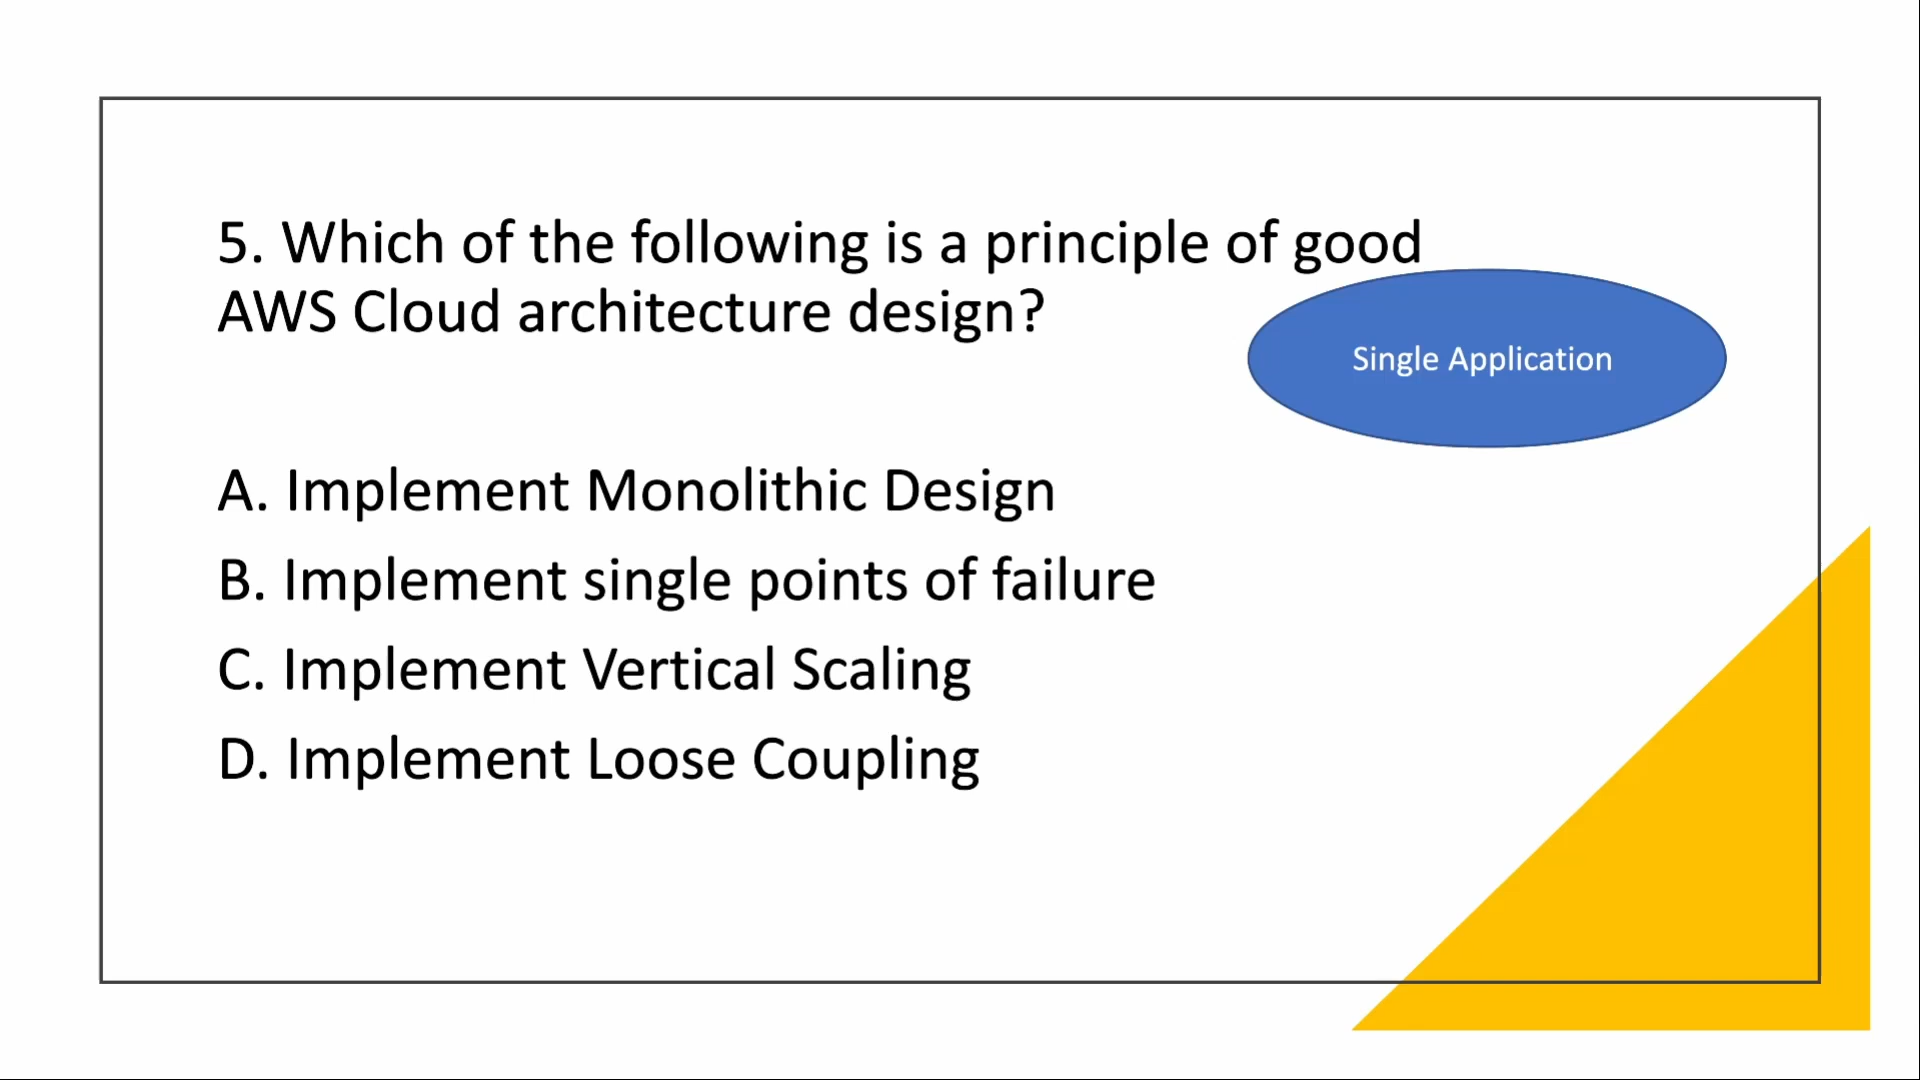 5. Which of the following is a principle of good
AWS Cloud architecture design?
Single Application
A. Implement Monolithic Design
B. Implement single points of failure
C. Implement Vertical Scaling
D. Implement Loose Coupling